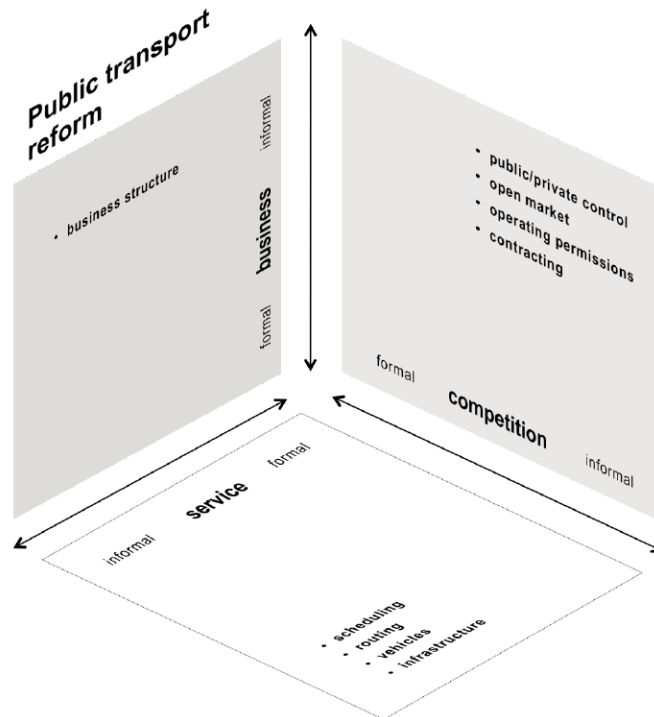 Public transport
reform
• business structure
informal
business
formal
• public/private control
• open market
• operating permissions
• contracting
formal
competition
informal
informal
service
formal
• scheduling
• routing
• vehicles
• infrastructure